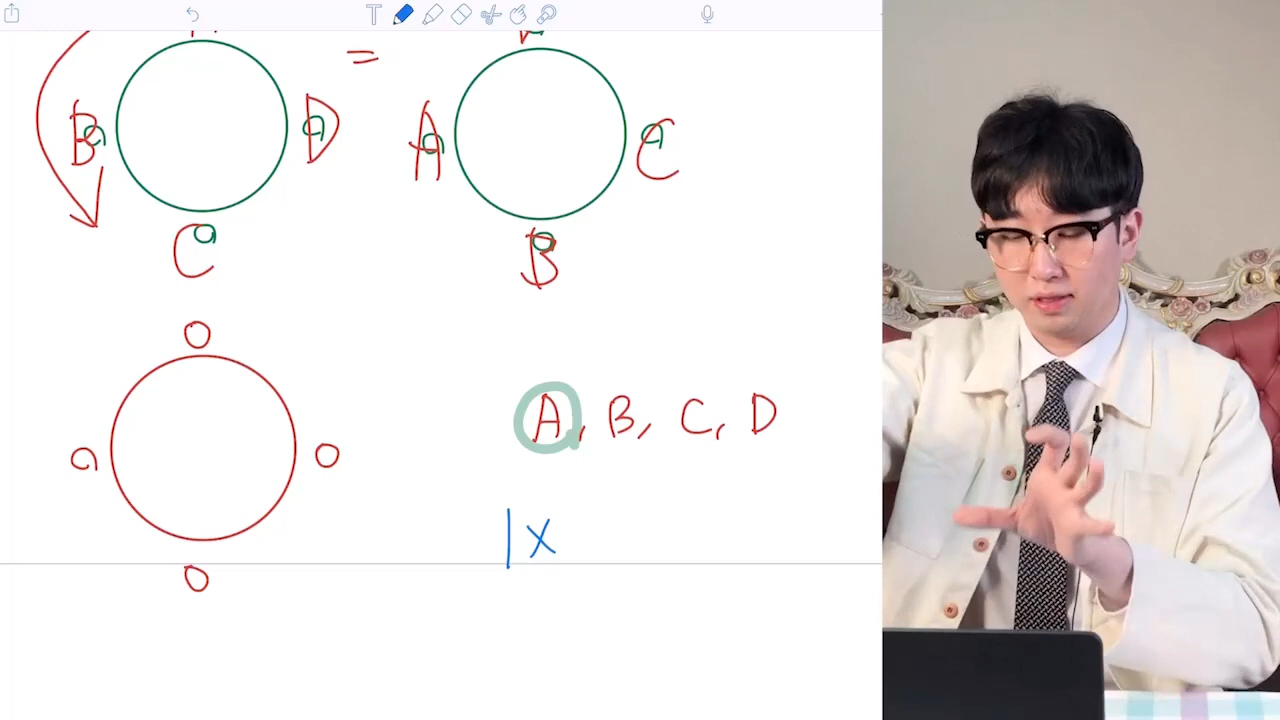 =
B D A C
C B
A, B, C, D
1 x